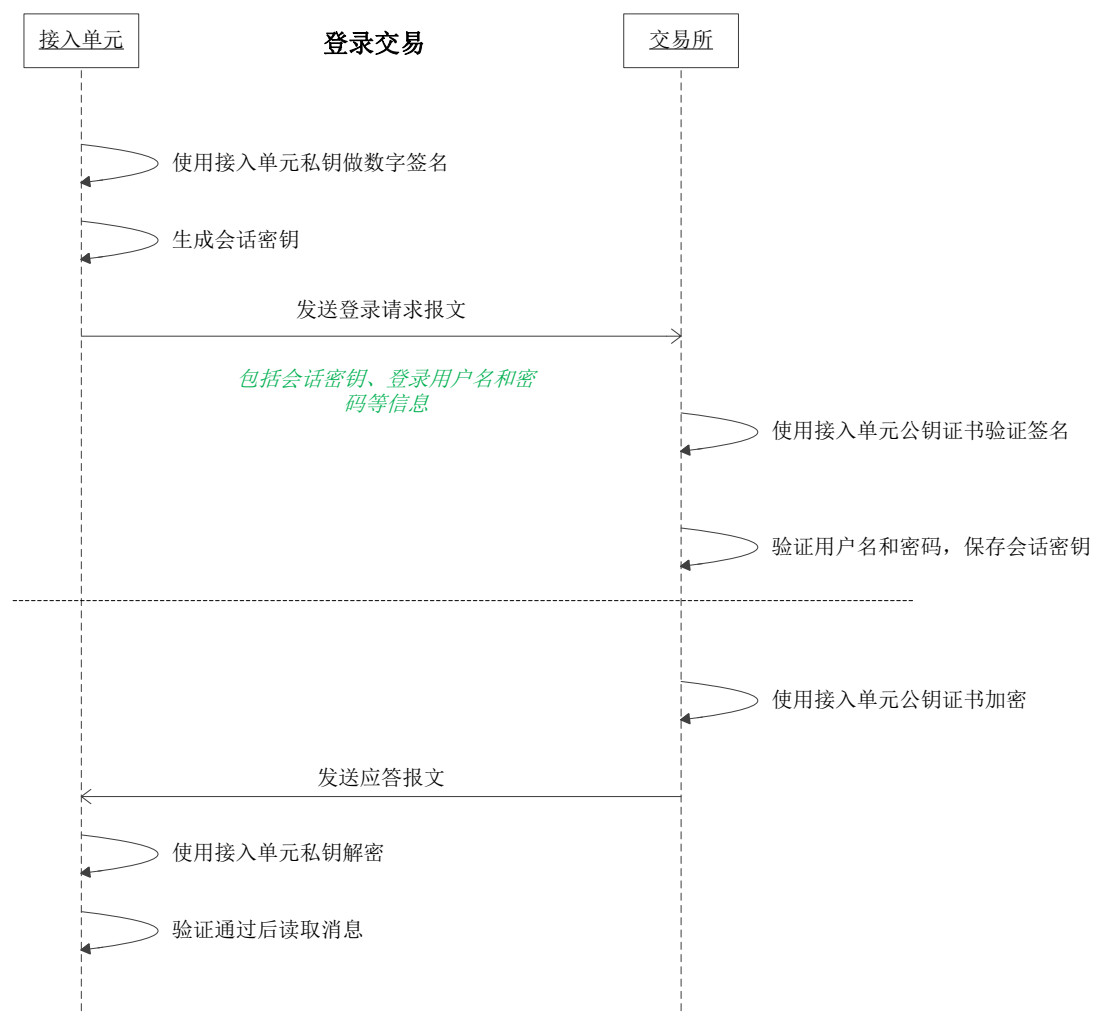 接入单元
登录交易
交易所
使用接入单元私钥做数字签名
生成会话密钥
发送登录请求报文
包括会话密钥、登录用户名和密
码等信息
使用接入单元公钥证书验证签名
验证用户名和密码，保存会话密钥
使用接入单元公钥证书加密
发送应答报文
使用接入单元私钥解密
验证通过后读取消息